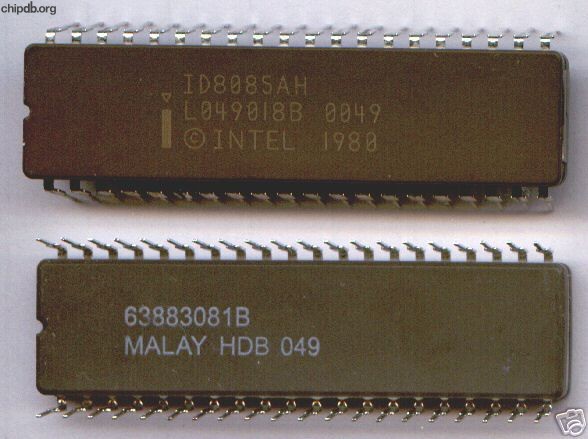 chipdb.org
ID8085AH
L049018B 0049
©INTEL 1980
63883081B
MALAY HDB 049